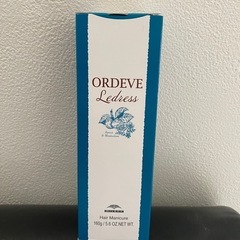 ORDEVE
Ledress
Hair Manicure
160g / 5.6 OZ.NET WT.